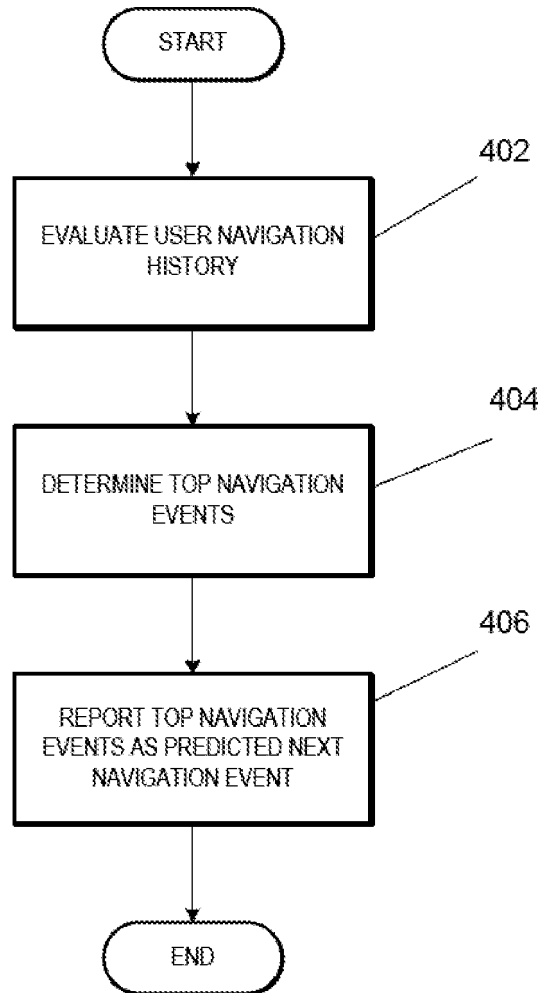 START
402
EVALUATE USER NAVIGATION
HISTORY
404
DETERMINE TOP NAVIGATION
EVENTS
406
REPORT TOP NAVIGATION
EVENTS AS PREDICTED NEXT
NAVIGATION EVENT
END